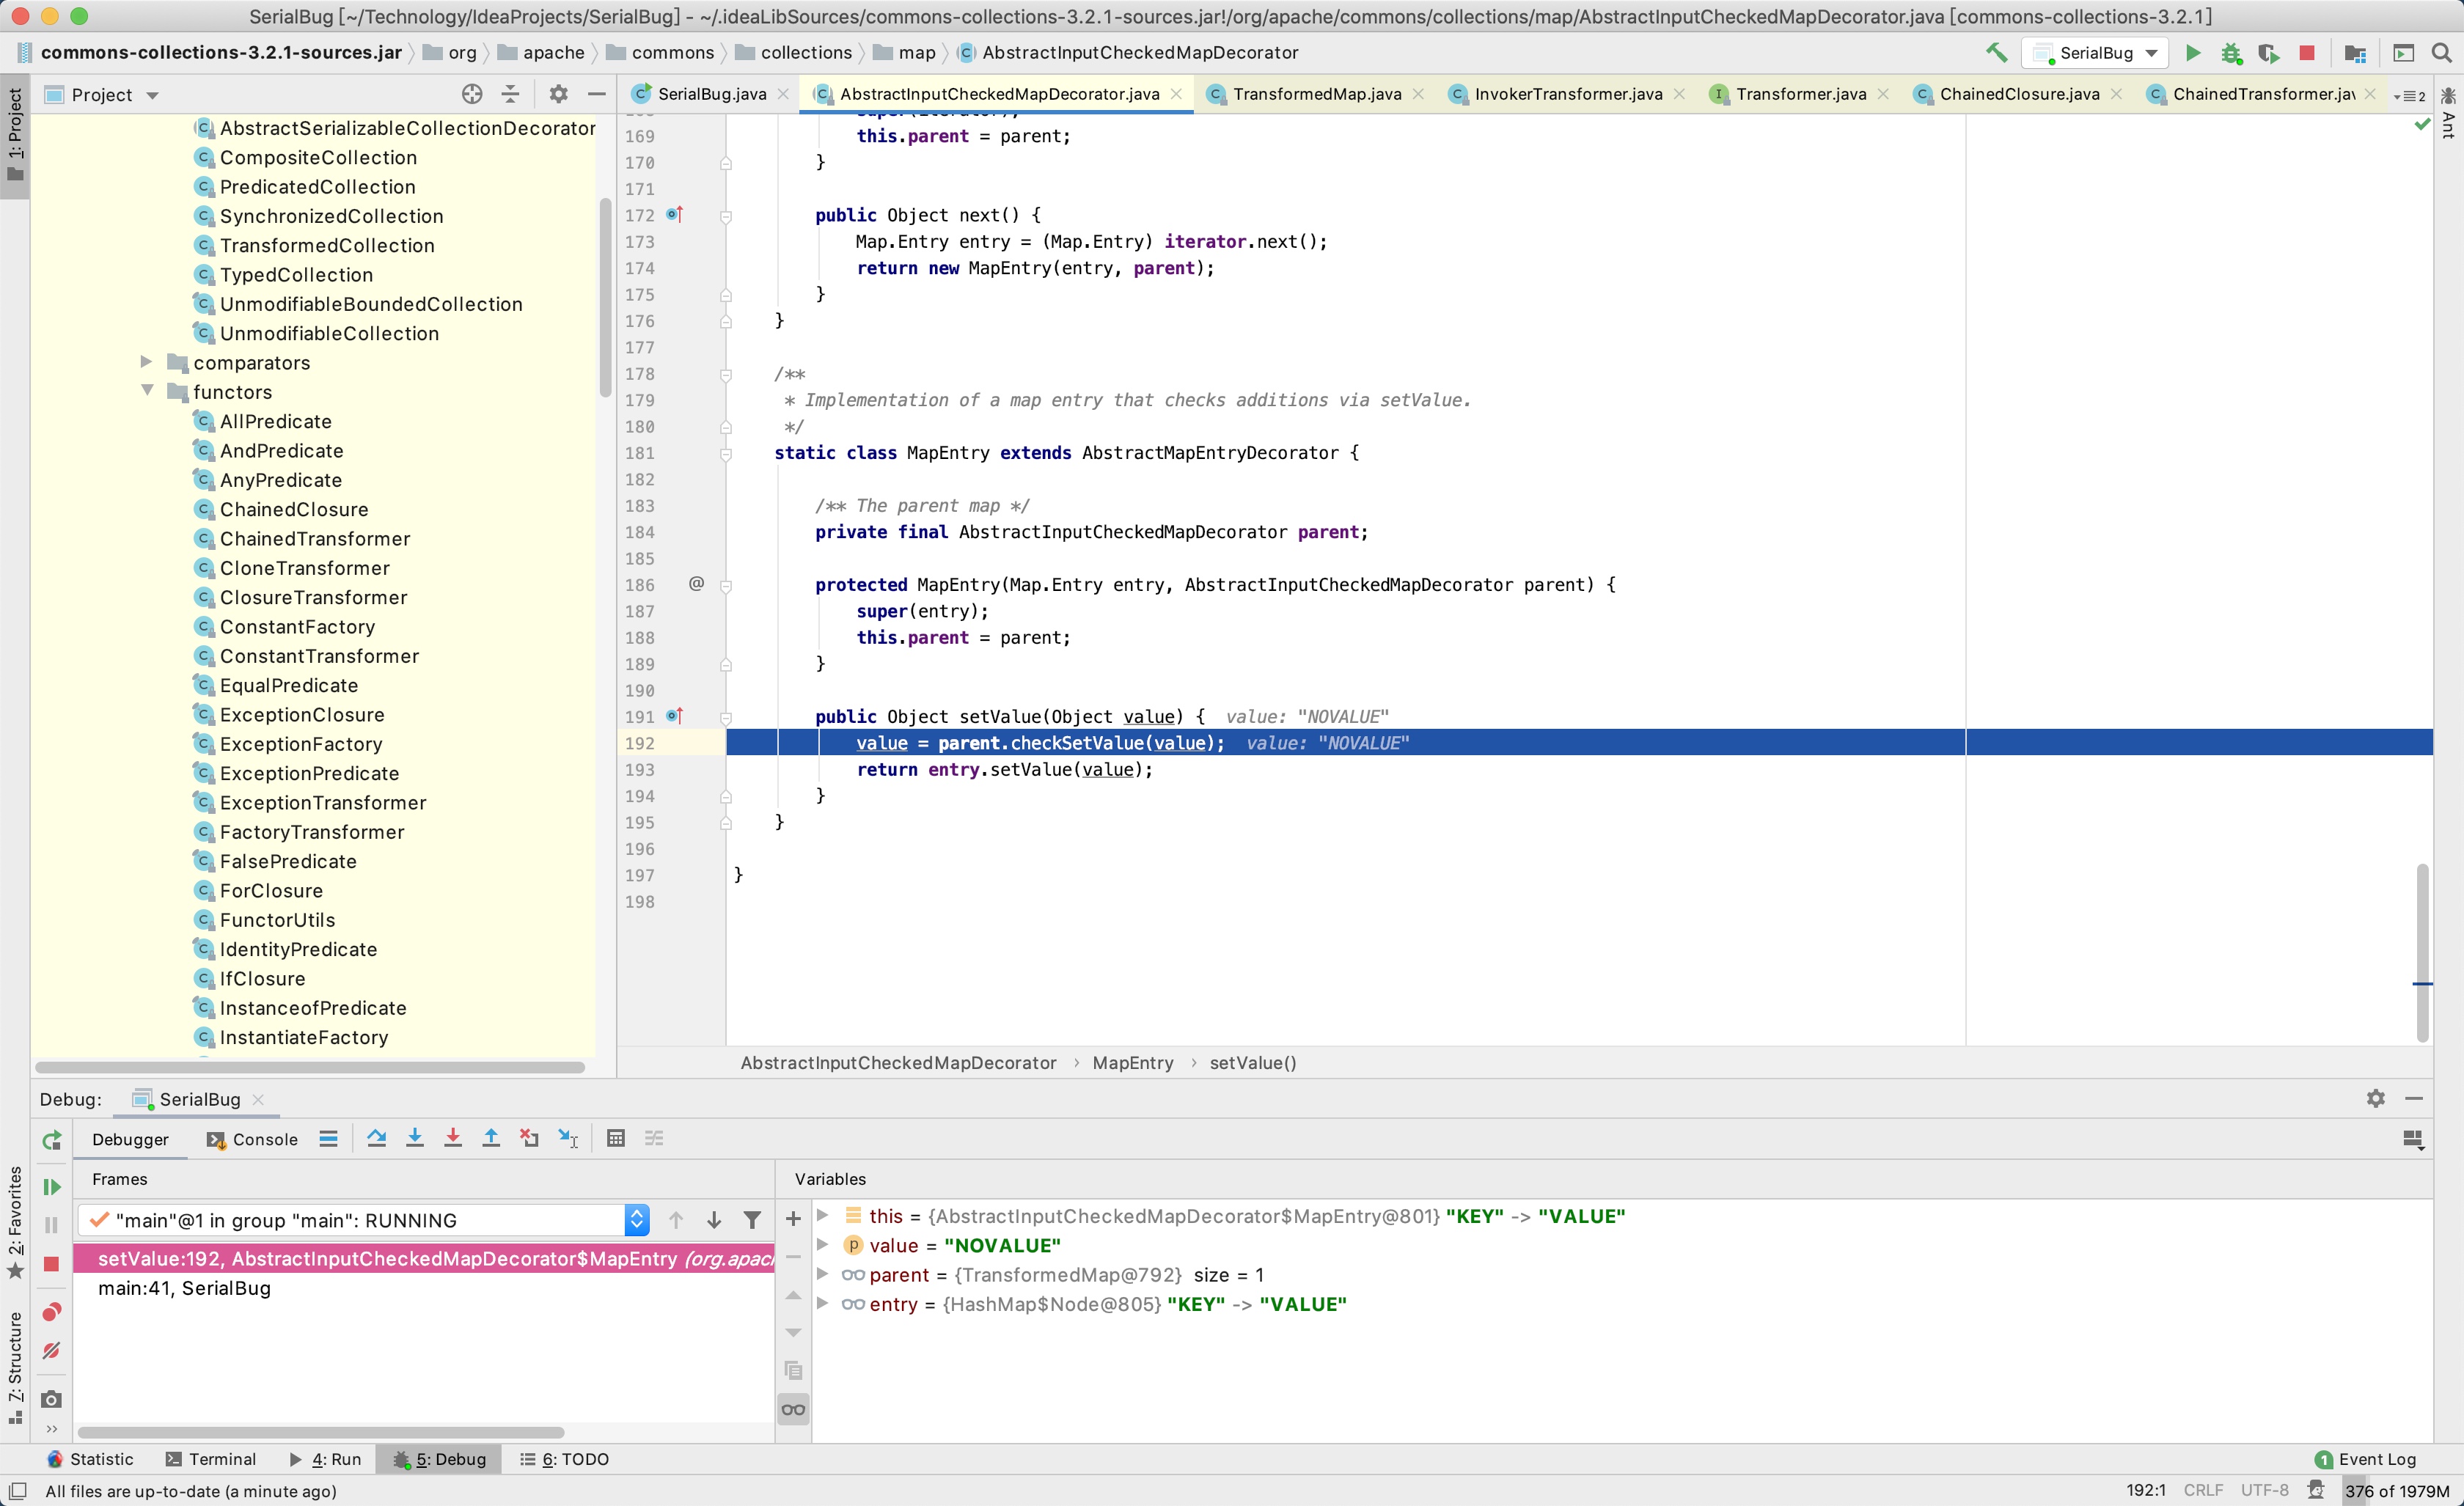 SerialBug [~/Technology/IdeaProjects/SerialBug] - ~/.ideaLibSources/commons-collections-3.2.1-sources.jar!/org/apache/commons/collections/map/AbstractInputCheckedMapDecorator.java [commons-collections-3.2.1]
commons-collections-3.2.1-sources.jar org apache commons collections map AbstractInputCheckedMapDecorator SerialBug
1: Project
Project
AbstractSerializableCollectionDecorator
CompositeCollection
PredicatedCollection
SynchronizedCollection
TransformedCollection
TypedCollection
UnmodifiableBoundedCollection
UnmodifiableCollection
comparators
functors
AllPredicate
AndPredicate
AnyPredicate
ChainedClosure
ChainedTransformer
CloneTransformer
ClosureTransformer
ConstantFactory
ConstantTransformer
EqualPredicate
ExceptionClosure
ExceptionFactory
ExceptionPredicate
ExceptionTransformer
FactoryTransformer
FalsePredicate
ForClosure
FunctorUtils
IdentityPredicate
IfClosure
InstanceofPredicate
InstantiateFactory
SerialBug.java AbstractInputCheckedMapDecorator.java TransformedMap.java InvokerTransformer.java Transformer.java ChainedClosure.java ChainedTransformer.jav 2
Ant
169 this.parent = parent;
170 }
171
172 public Object next() {
173 Map.Entry entry = (Map.Entry) iterator.next();
174 return new MapEntry(entry, parent);
175 }
176 }
177
178 /**
179 * Implementation of a map entry that checks additions via setValue.
180 */
181 static class MapEntry extends AbstractMapEntryDecorator {
182
183 /** The parent map */
184 private final AbstractInputCheckedMapDecorator parent;
185
186 @ protected MapEntry(Map.Entry entry, AbstractInputCheckedMapDecorator parent) {
187 super(entry);
188 this.parent = parent;
189 }
190
191 public Object setValue(Object value) { value: "NOVALUE"
192 value = parent.checkSetValue(value); value: "NOVALUE"
193 return entry.setValue(value);
194 }
195 }
196
197 }
198
AbstractInputCheckedMapDecorator › MapEntry › setValue()
Debug: SerialBug
Debugger Console
Frames
"main"@1 in group "main": RUNNING
setValue:192, AbstractInputCheckedMapDecorator$MapEntry (org.apac
main:41, SerialBug
Variables
this = {AbstractInputCheckedMapDecorator$MapEntry@801} "KEY" -> "VALUE"
value = "NOVALUE"
parent = {TransformedMap@792} size = 1
entry = {HashMap$Node@805} "KEY" -> "VALUE"
2: Favorites
7: Structure
Statistic Terminal 4: Run 5: Debug 6: TODO 1 Event Log
All files are up-to-date (a minute ago) 192:1 CRLF UTF-8 376 of 1979M